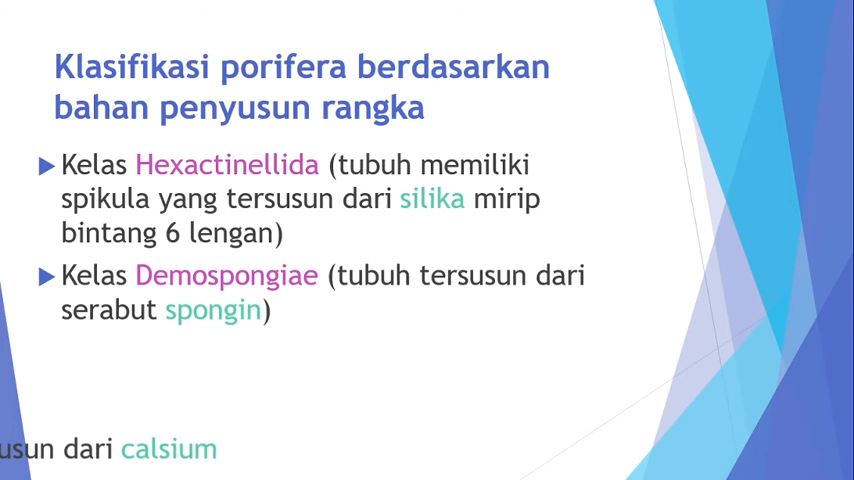 Klasifikasi porifera berdasarkan
bahan penyusun rangka
Kelas Hexactinellida (tubuh memiliki
spikula yang tersusun dari silika mirip
bintang 6 lengan)
Kelas Demospongiae (tubuh tersusun dari
serabut spongin)
dari calsium